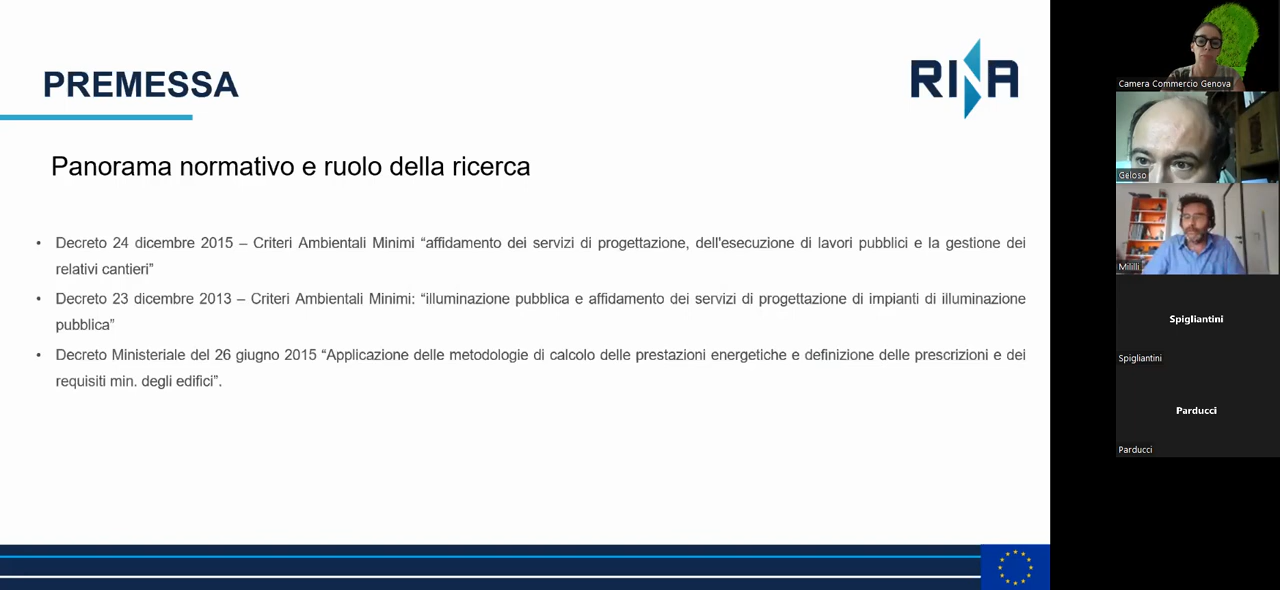 PREMESSA
RINA
Panorama normativo e ruolo della ricerca
• Decreto 24 dicembre 2015 – Criteri Ambientali Minimi “affidamento dei servizi di progettazione, dell'esecuzione di lavori pubblici e la gestione dei
relativi cantieri”
• Decreto 23 dicembre 2013 – Criteri Ambientali Minimi: “illuminazione pubblica e affidamento dei servizi di progettazione di impianti di illuminazione
pubblica”
• Decreto Ministeriale del 26 giugno 2015 “Applicazione delle metodologie di calcolo delle prestazioni energetiche e definizione delle prescrizioni e dei
requisiti min. degli edifici”.
Camera Commercio Genova
Geloso
Mililli
Spigliantini
Spigliantini
Parducci
Parducci